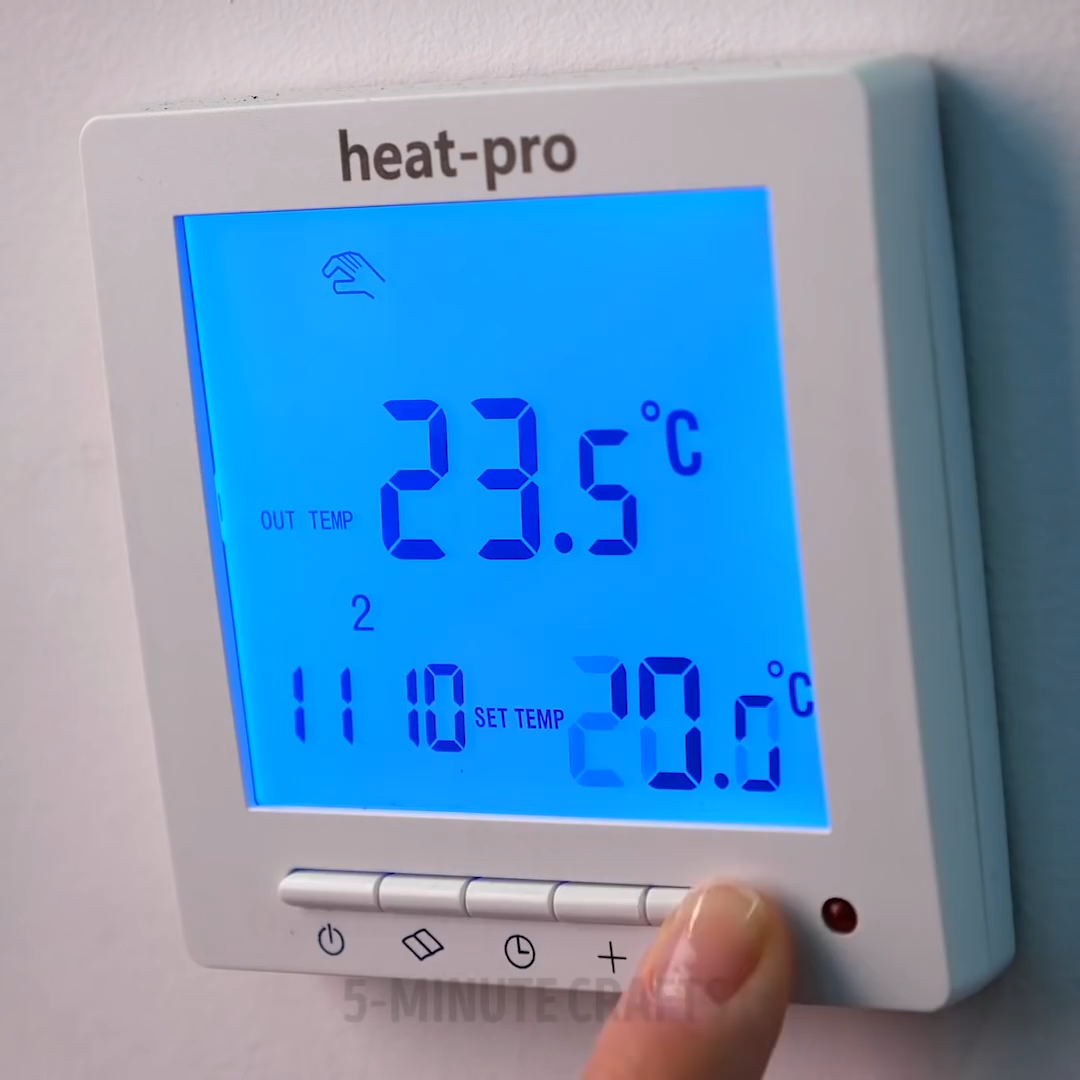 heat-pro
23.5°C
OUT TEMP
2
11 10 SET TEMP 20.0°C
5-MINUTE CRAFTS